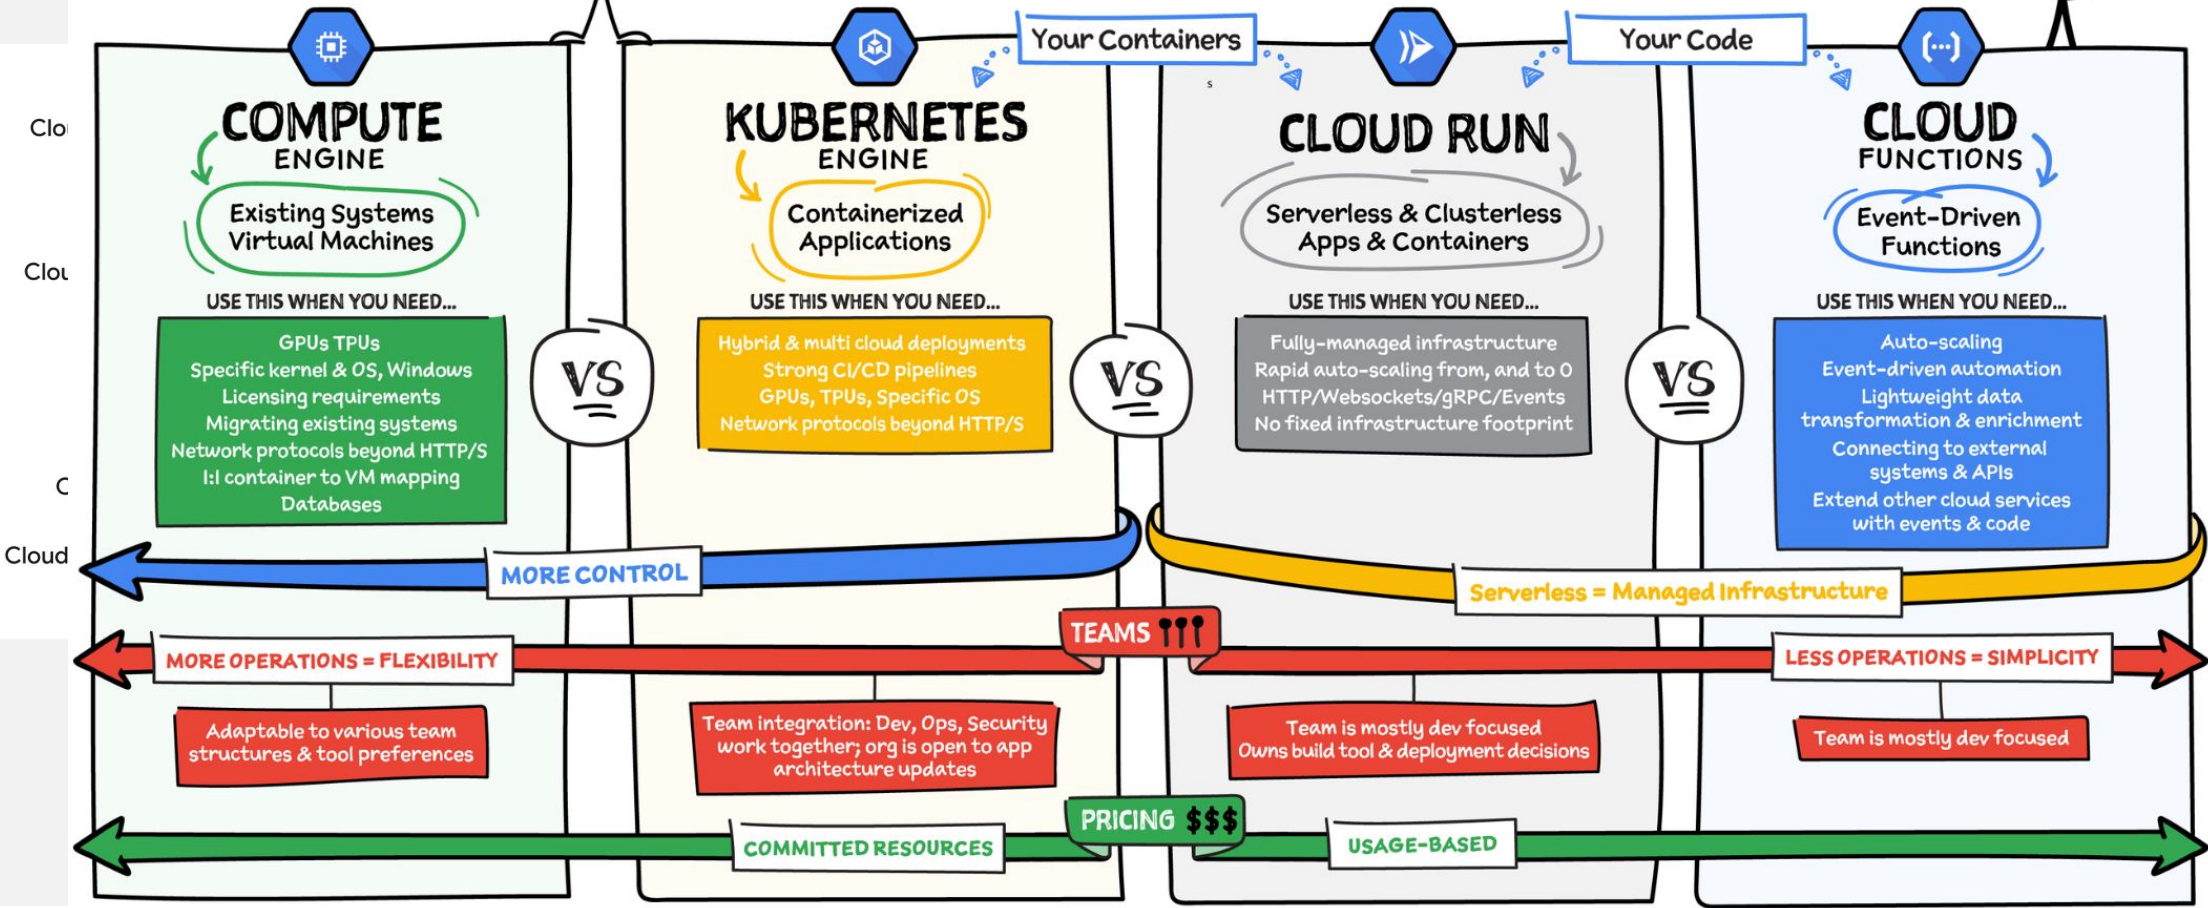 Clo
Clou
C
Cloud
Your Containers
Your Code
s
COMPUTE
ENGINE
Existing Systems
Virtual Machines
USE THIS WHEN YOU NEED...
GPUs TPUs
Specific kernel & OS, Windows
Licensing requirements
Migrating existing systems
Network protocols beyond HTTP/S
1:1 container to VM mapping
Databases
VS
KUBERNETES
ENGINE
Containerized
Applications
USE THIS WHEN YOU NEED...
Hybrid & multi cloud deployments
Strong CI/CD pipelines
GPUs, TPUs, Specific OS
Network protocols beyond HTTP/S
VS
CLOUD RUN
Serverless & Clusterless
Apps & Containers
USE THIS WHEN YOU NEED...
Fully-managed infrastructure
Rapid auto-scaling from, and to 0
HTTP/Websockets/gRPC/Events
No fixed infrastructure footprint
VS
CLOUD
FUNCTIONS
Event-Driven
Functions
USE THIS WHEN YOU NEED...
Auto-scaling
Event-driven automation
Lightweight data
transformation & enrichment
Connecting to external
systems & APIs
Extend other cloud services
with events & code
MORE CONTROL
Serverless = Managed Infrastructure
TEAMS
MORE OPERATIONS = FLEXIBILITY
LESS OPERATIONS = SIMPLICITY
Adaptable to various team
structures & tool preferences
Team integration: Dev, Ops, Security
work together; org is open to app
architecture updates
Team is mostly dev focused
Owns build tool & deployment decisions
Team is mostly dev focused
PRICING $$$
COMMITTED RESOURCES
USAGE-BASED